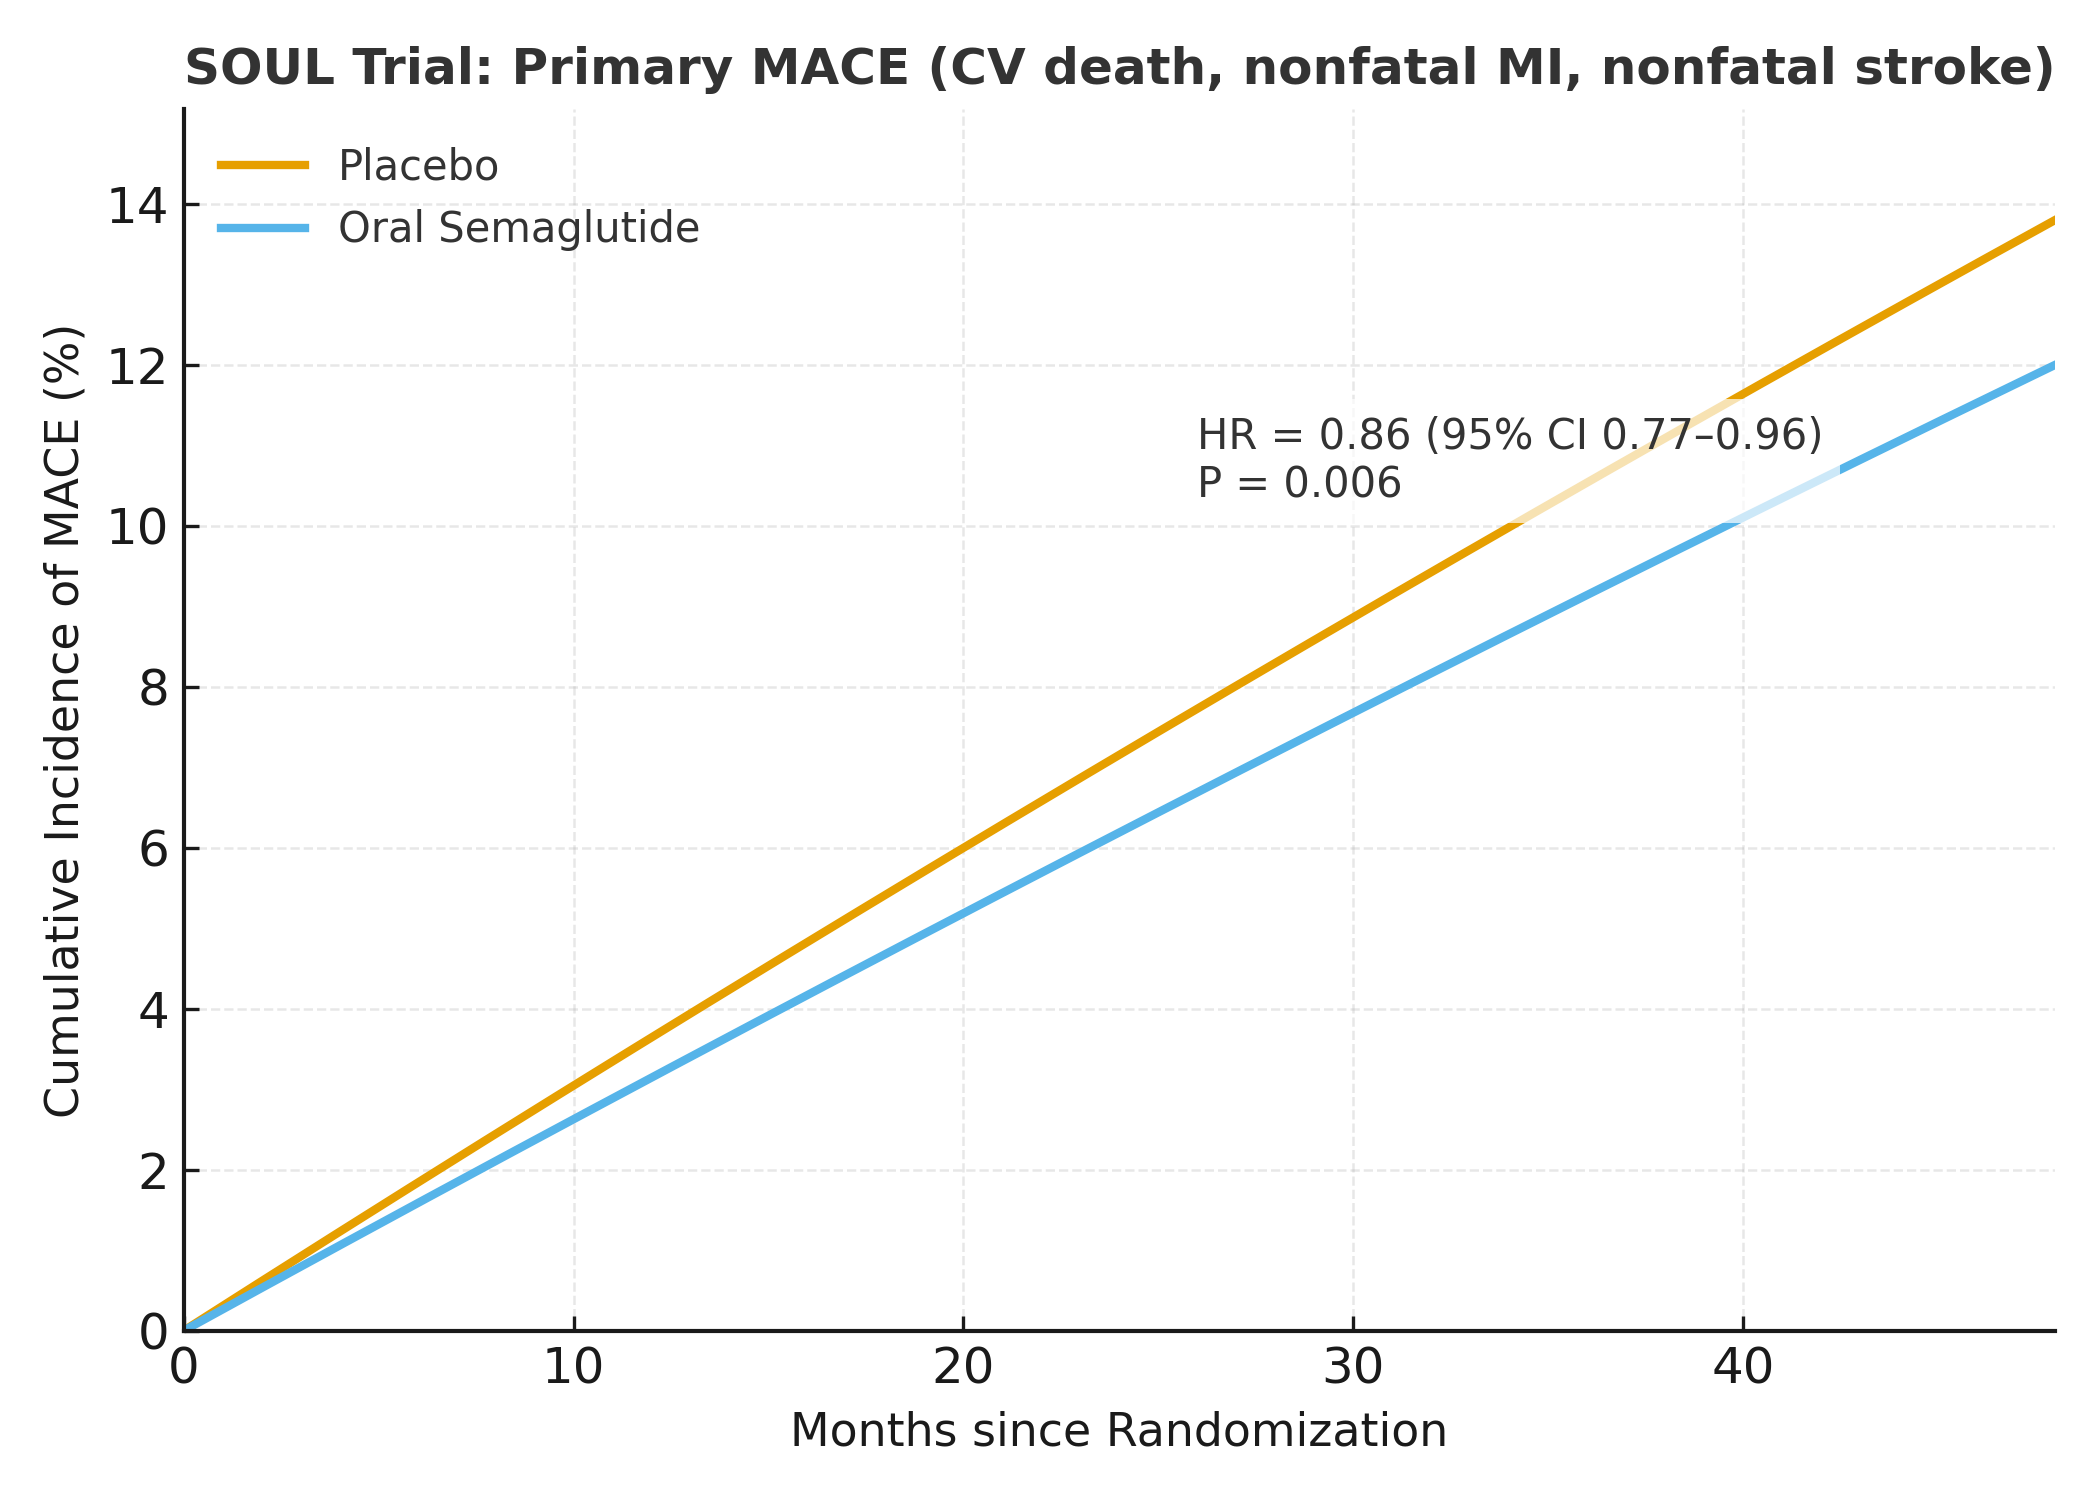 SOUL Trial: Primary MACE (CV death, nonfatal MI, nonfatal stroke)
Placebo
Oral Semaglutide
HR = 0.86 (95% CI 0.77–0.96)
P = 0.006
Cumulative Incidence of MACE (%)
14
12
10
8
6
4
2
0
0 10 20 30 40
Months since Randomization